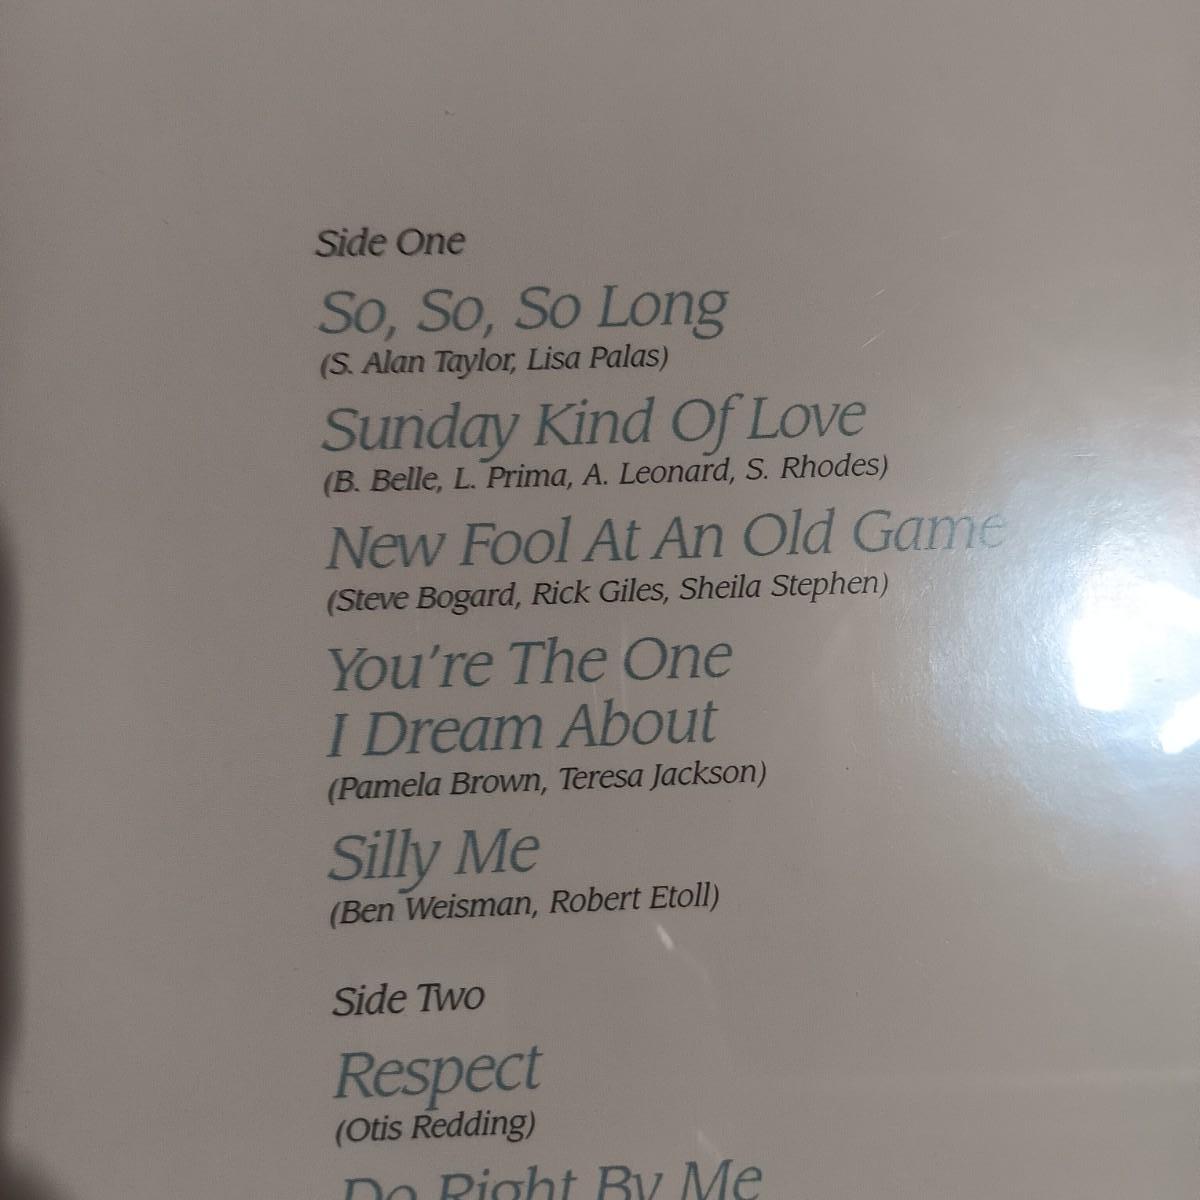 Side One
So, So, So Long
(S. Alan Taylor, Lisa Palas)
Sunday Kind Of Love
(B. Belle, L. Prima, A. Leonard, S. Rhodes)
New Fool At An Old Game
(Steve Bogard, Rick Giles, Sheila Stephen)
You're The One
I Dream About
(Pamela Brown, Teresa Jackson)
Silly Me
(Ben Weisman, Robert Etoll)
Side Two
Respect
(Otis Redding)
Do Right By Me